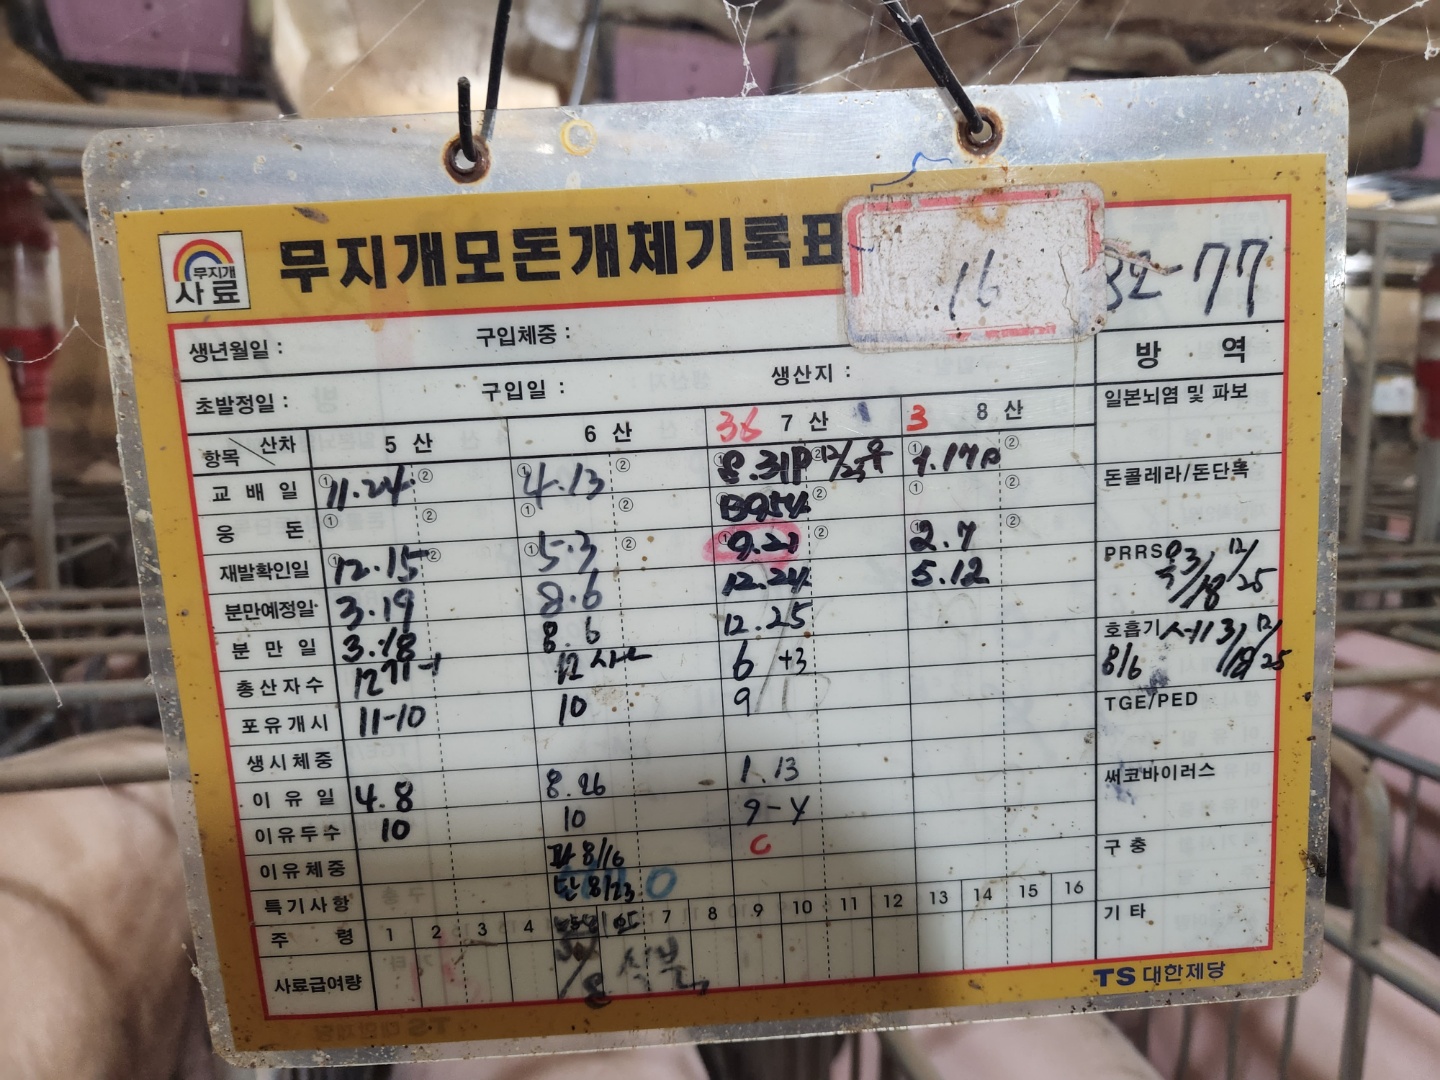 무지개
사료
무지개모돈개체기록표
16
32-77
생년월일 : 구입체중 :
초발정일 : 구입일 : 생산지 :
방 역
항목 산차 5 산 6 산 36 7 산 3 8 산
교배일 ① 11.24 ② ① 4.13 ② ① 8.31P ② 12/25 ① 1.17P ②
웅 돈 ① ② ① ② ② ① ②
재발확인일 ① 12.15 ② ① 5.3 ② ① 9.21 ② ① 2.7 ②
분만예정일 3.19 8.6 12.24 5.12
분만일 3.18 8.6 12.25
총산자수 12 12 6 +3
포유개시 11-10 10 9
생시체중
이유일 4.8 8.26 1.13
이유두수 10 10 9-4
이유체중 8/16
특기사항 8/23
주 령 1 2 3 4 7 8 9 10 11 12 13 14 15 16
사료급여량
일본뇌염 및 파보
돈콜레라/돈단독
PRRS 3/18 12/25
호흡기 3/18 12/25
8/6
TGE/PED
써코바이러스
구충
기타
TS 대한제당